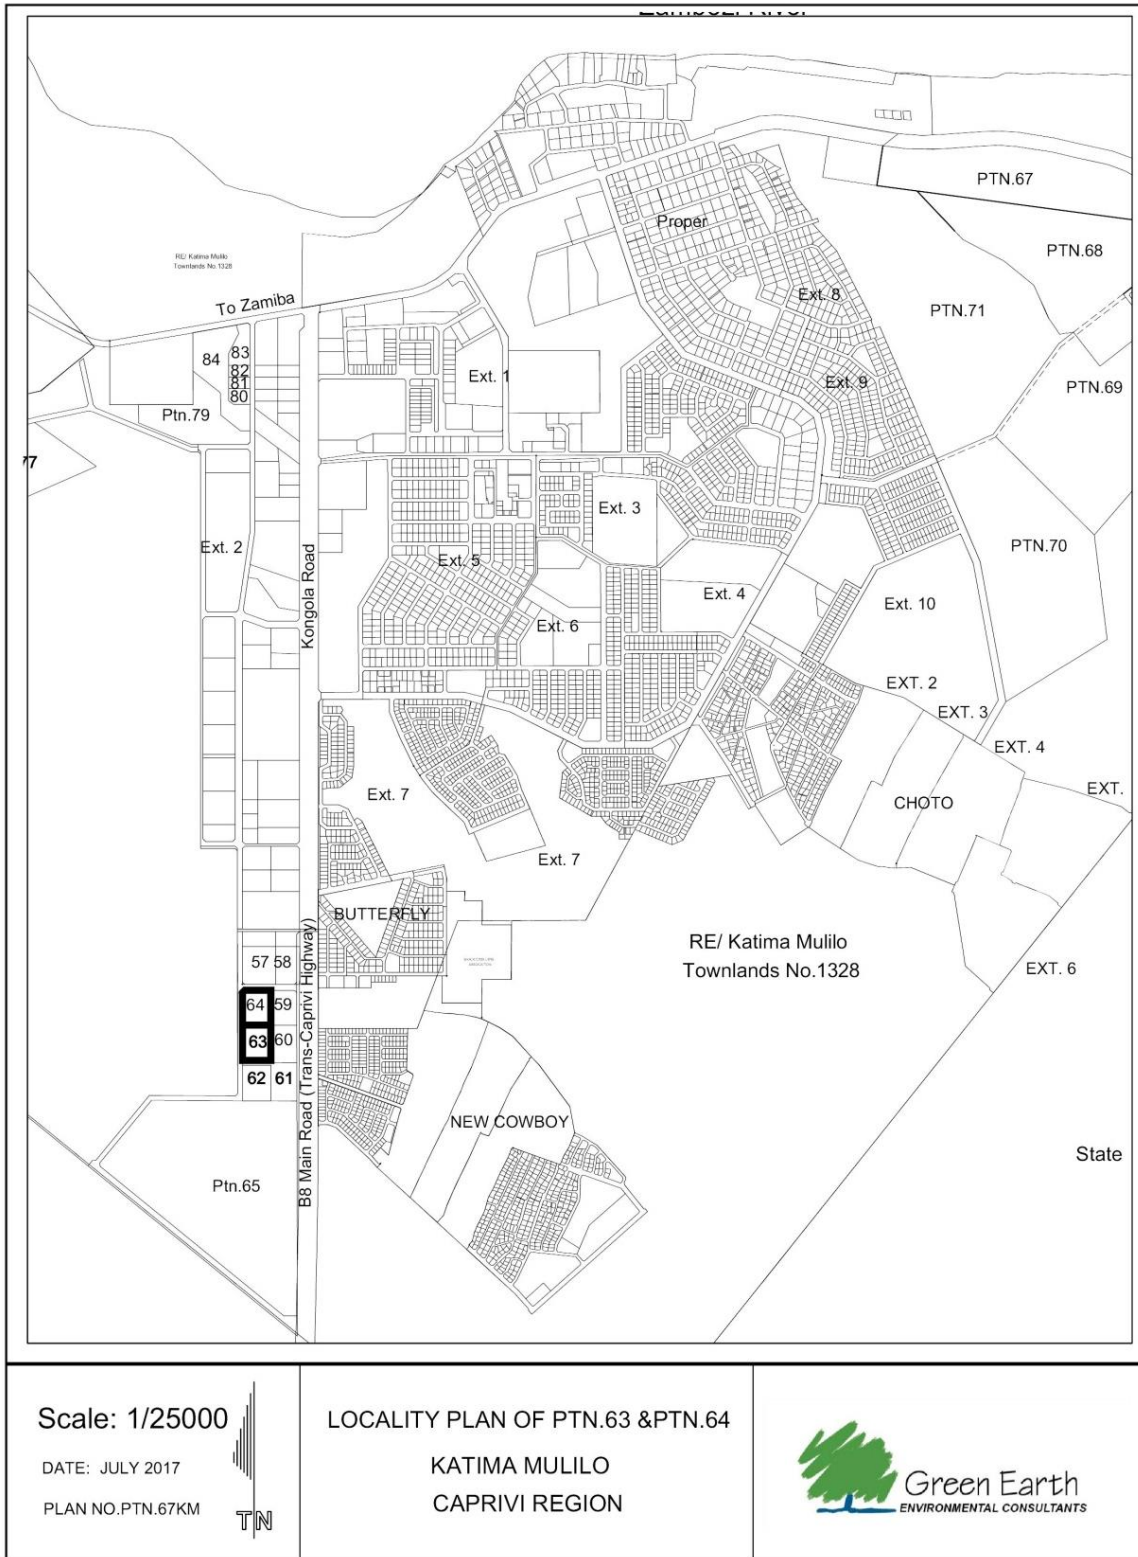 Zambezi River
PTN.67
Proper
PTN.68
RE/ Katima Mulilo
Townlands No.1328
To Zamiba
Ext. 8
PTN.71
84
83
82
81
80
Ext. 1
Ext. 9
PTN.69
Ptn.79
77
Ext. 3
Ext. 2
Ext. 5
PTN.70
Ext. 4
Ext. 10
Kongola Road
Ext. 6
EXT. 2
EXT. 3
EXT. 4
Ext. 7
CHOTO
EXT.
Ext. 7
BUTTERFLY
RE/ Katima Mulilo
Townlands No.1328
57 58
EXT. 6
64 59
63 60
62 61
B8 Main Road (Trans-Caprivi Highway)
NEW COWBOY
State
Ptn.65
Scale: 1/25000
DATE: JULY 2017
PLAN NO.PTN.67KM
TN
LOCALITY PLAN OF PTN.63 &PTN.64
KATIMA MULILO
CAPRIVI REGION
Green Earth
ENVIRONMENTAL CONSULTANTS